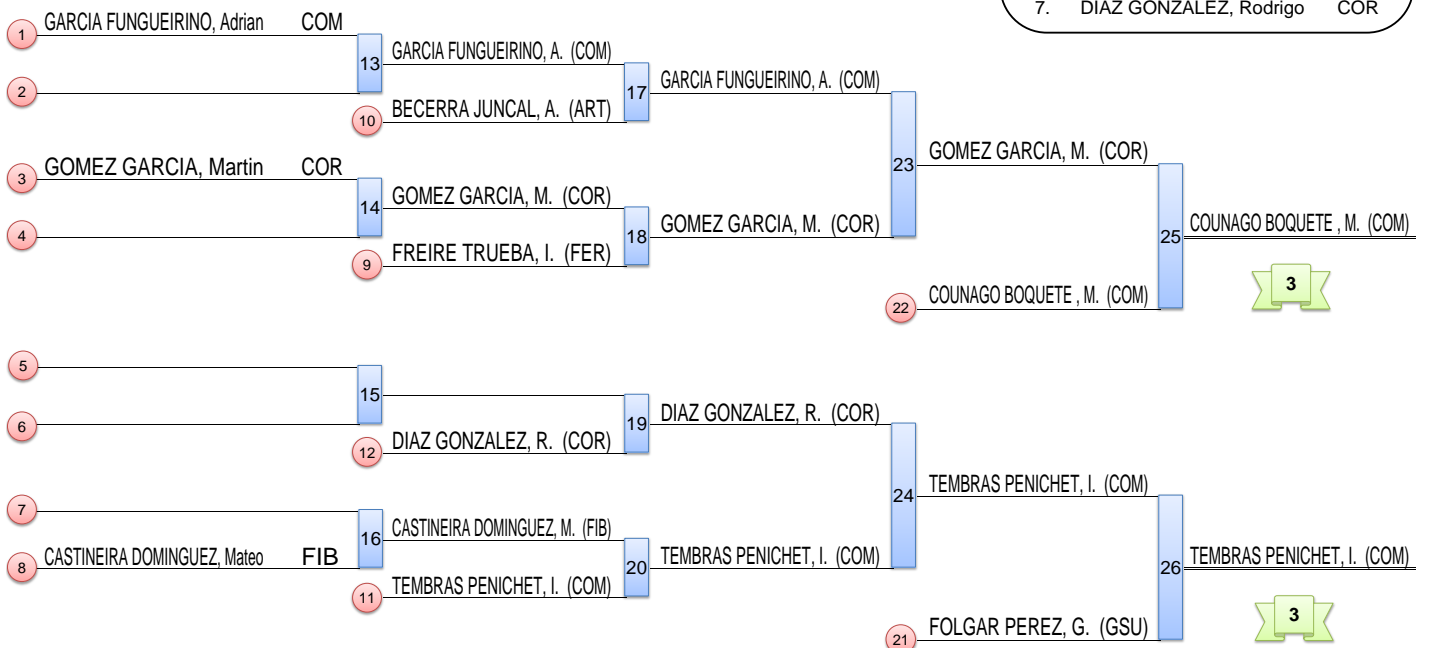 7. DIAZ GONZALEZ, Rodrigo COR
1 GARCIA FUNGUEIRINO, Adrian COM
13 GARCIA FUNGUEIRINO, A. (COM)
2
17 GARCIA FUNGUEIRINO, A. (COM)
10 BECERRA JUNCAL, A. (ART)
23 GOMEZ GARCIA, M. (COR)
3 GOMEZ GARCIA, Martin COR
14 GOMEZ GARCIA, M. (COR)
4
18 GOMEZ GARCIA, M. (COR)
9 FREIRE TRUEBA, I. (FER)
25 COUNAGO BOQUETE , M. (COM)
3
22 COUNAGO BOQUETE , M. (COM)
5
15
6
19 DIAZ GONZALEZ, R. (COR)
12 DIAZ GONZALEZ, R. (COR)
24 TEMBRAS PENICHET, I. (COM)
7
16 CASTINEIRA DOMINGUEZ, M. (FIB)
8 CASTINEIRA DOMINGUEZ, Mateo FIB
20 TEMBRAS PENICHET, I. (COM)
11 TEMBRAS PENICHET, I. (COM)
26 TEMBRAS PENICHET, I. (COM)
3
21 FOLGAR PEREZ, G. (GSU)